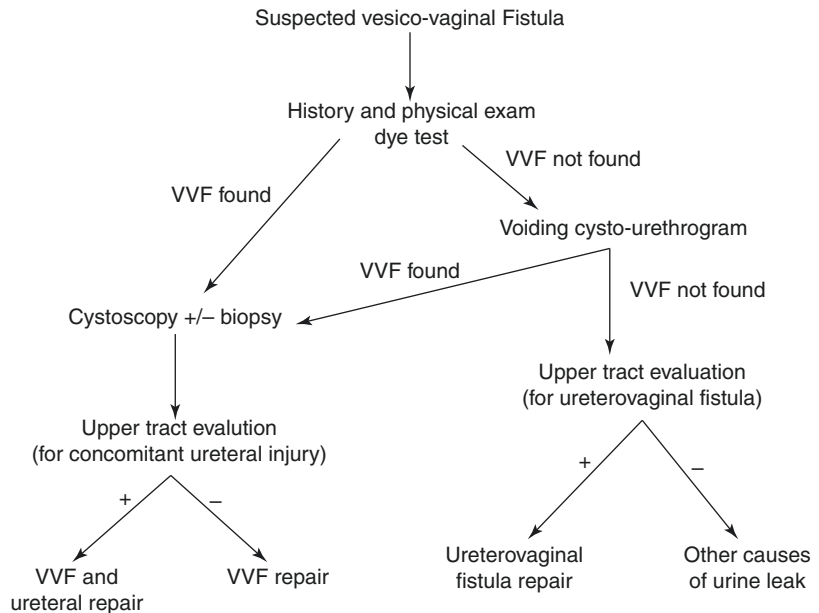 Suspected vesico-vaginal Fistula
History and physical exam
dye test
VVF found
VVF not found
Voiding cysto-urethrogram
VVF found
VVF not found
Cystoscopy +/– biopsy
Upper tract evaluation
(for ureterovaginal fistula)
Upper tract evalution
(for concomitant ureteral injury)
+
–
+
–
VVF and
ureteral repair
VVF repair
Ureterovaginal
fistula repair
Other causes
of urine leak